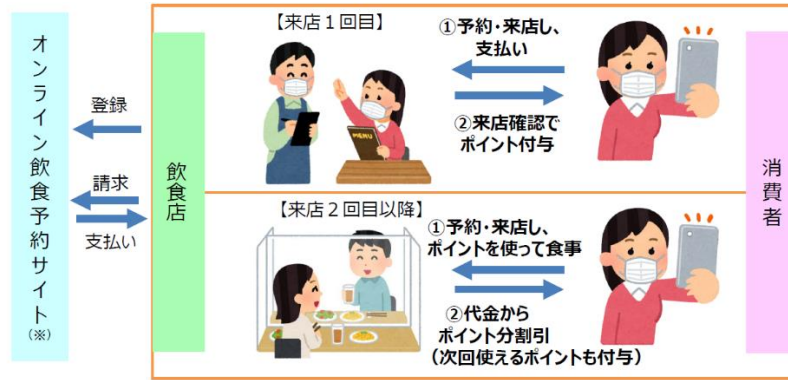 オンライン飲食予約サイト
(※)
登録
請求
支払い
飲食店
【来店1回目】
①予約・来店し、
支払い
②来店確認で
ポイント付与
MENU
【来店2回目以降】
①予約・来店し、
ポイントを使って食事
②代金から
ポイント分割引
（次回使えるポイントも付与）
消費者